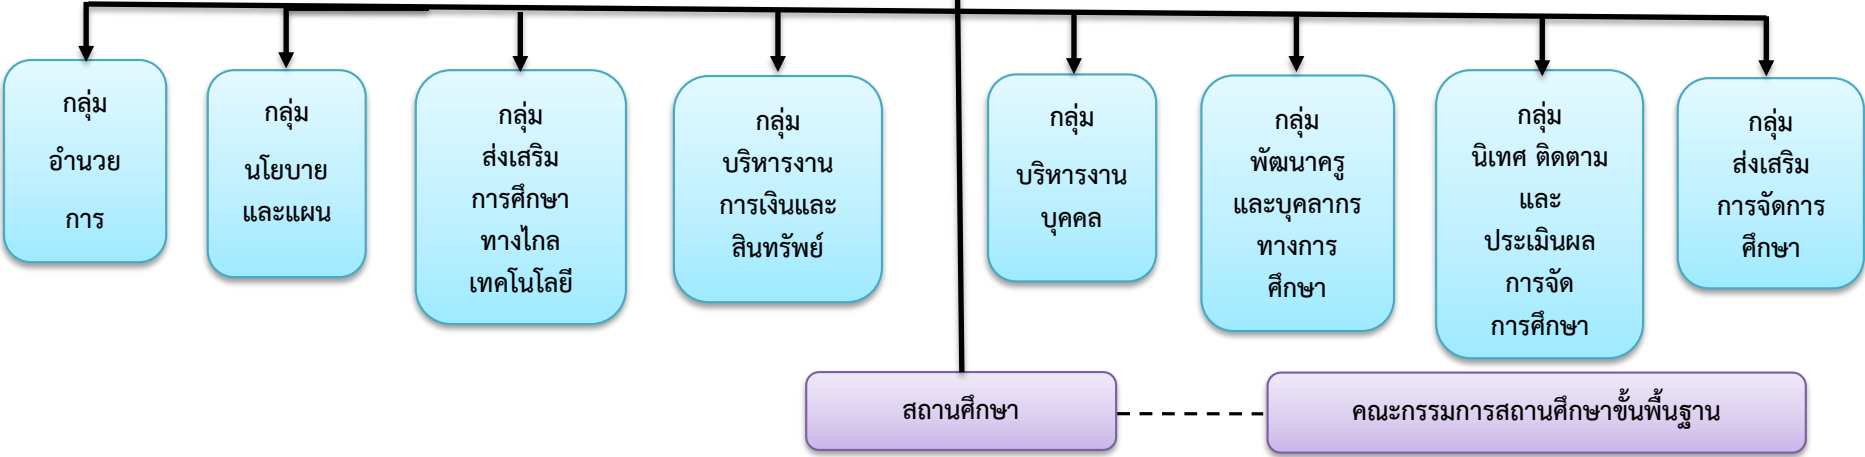 กลุ่ม
อำนวย
การ
กลุ่ม
นโยบาย
และแผน
กลุ่ม
ส่งเสริม
การศึกษา
ทางไกล
เทคโนโลยี
กลุ่ม
บริหารงาน
การเงินและ
สินทรัพย์
กลุ่ม
บริหารงาน
บุคคล
กลุ่ม
พัฒนาครู
และบุคลากร
ทางการ
ศึกษา
กลุ่ม
นิเทศ ติดตาม
และ
ประเมินผล
การจัด
การศึกษา
กลุ่ม
ส่งเสริม
การจัดการ
ศึกษา
สถานศึกษา
คณะกรรมการสถานศึกษาขั้นพื้นฐาน